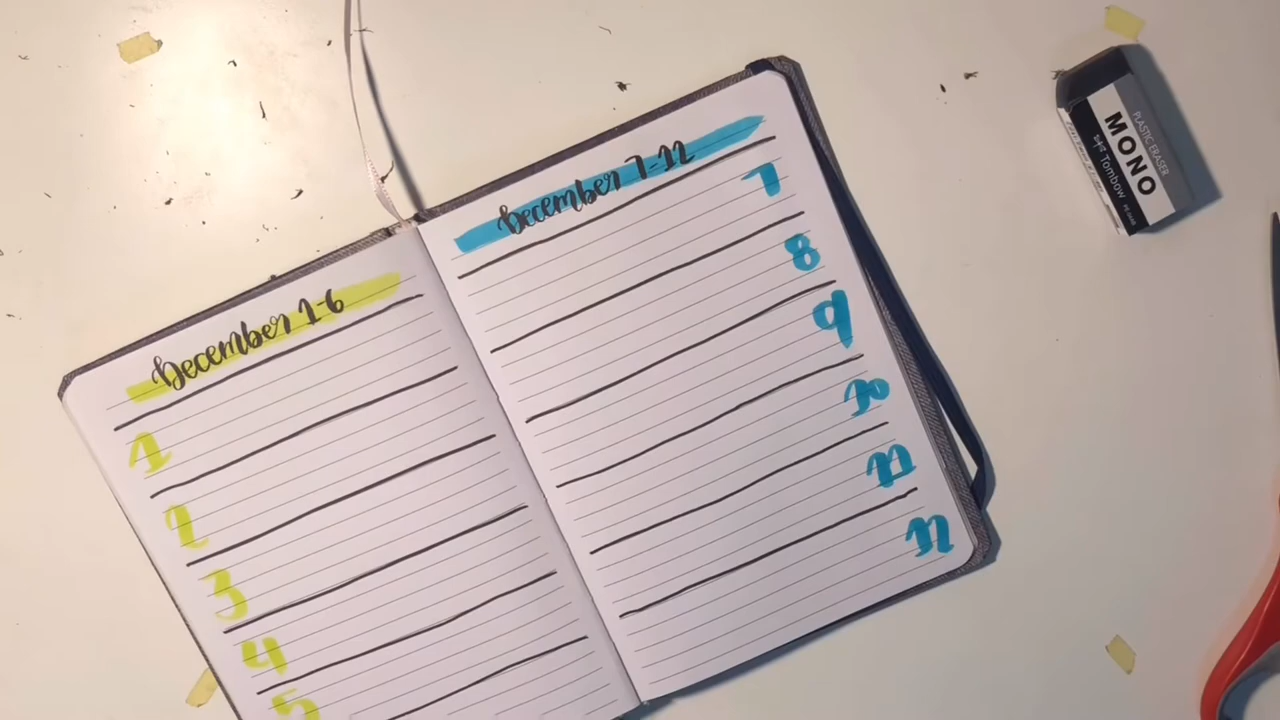 December 1-6
1
2
3
4
5
December 7-12
7
8
9
10
11
12
MONO
PLASTIC ERASER
Tombow